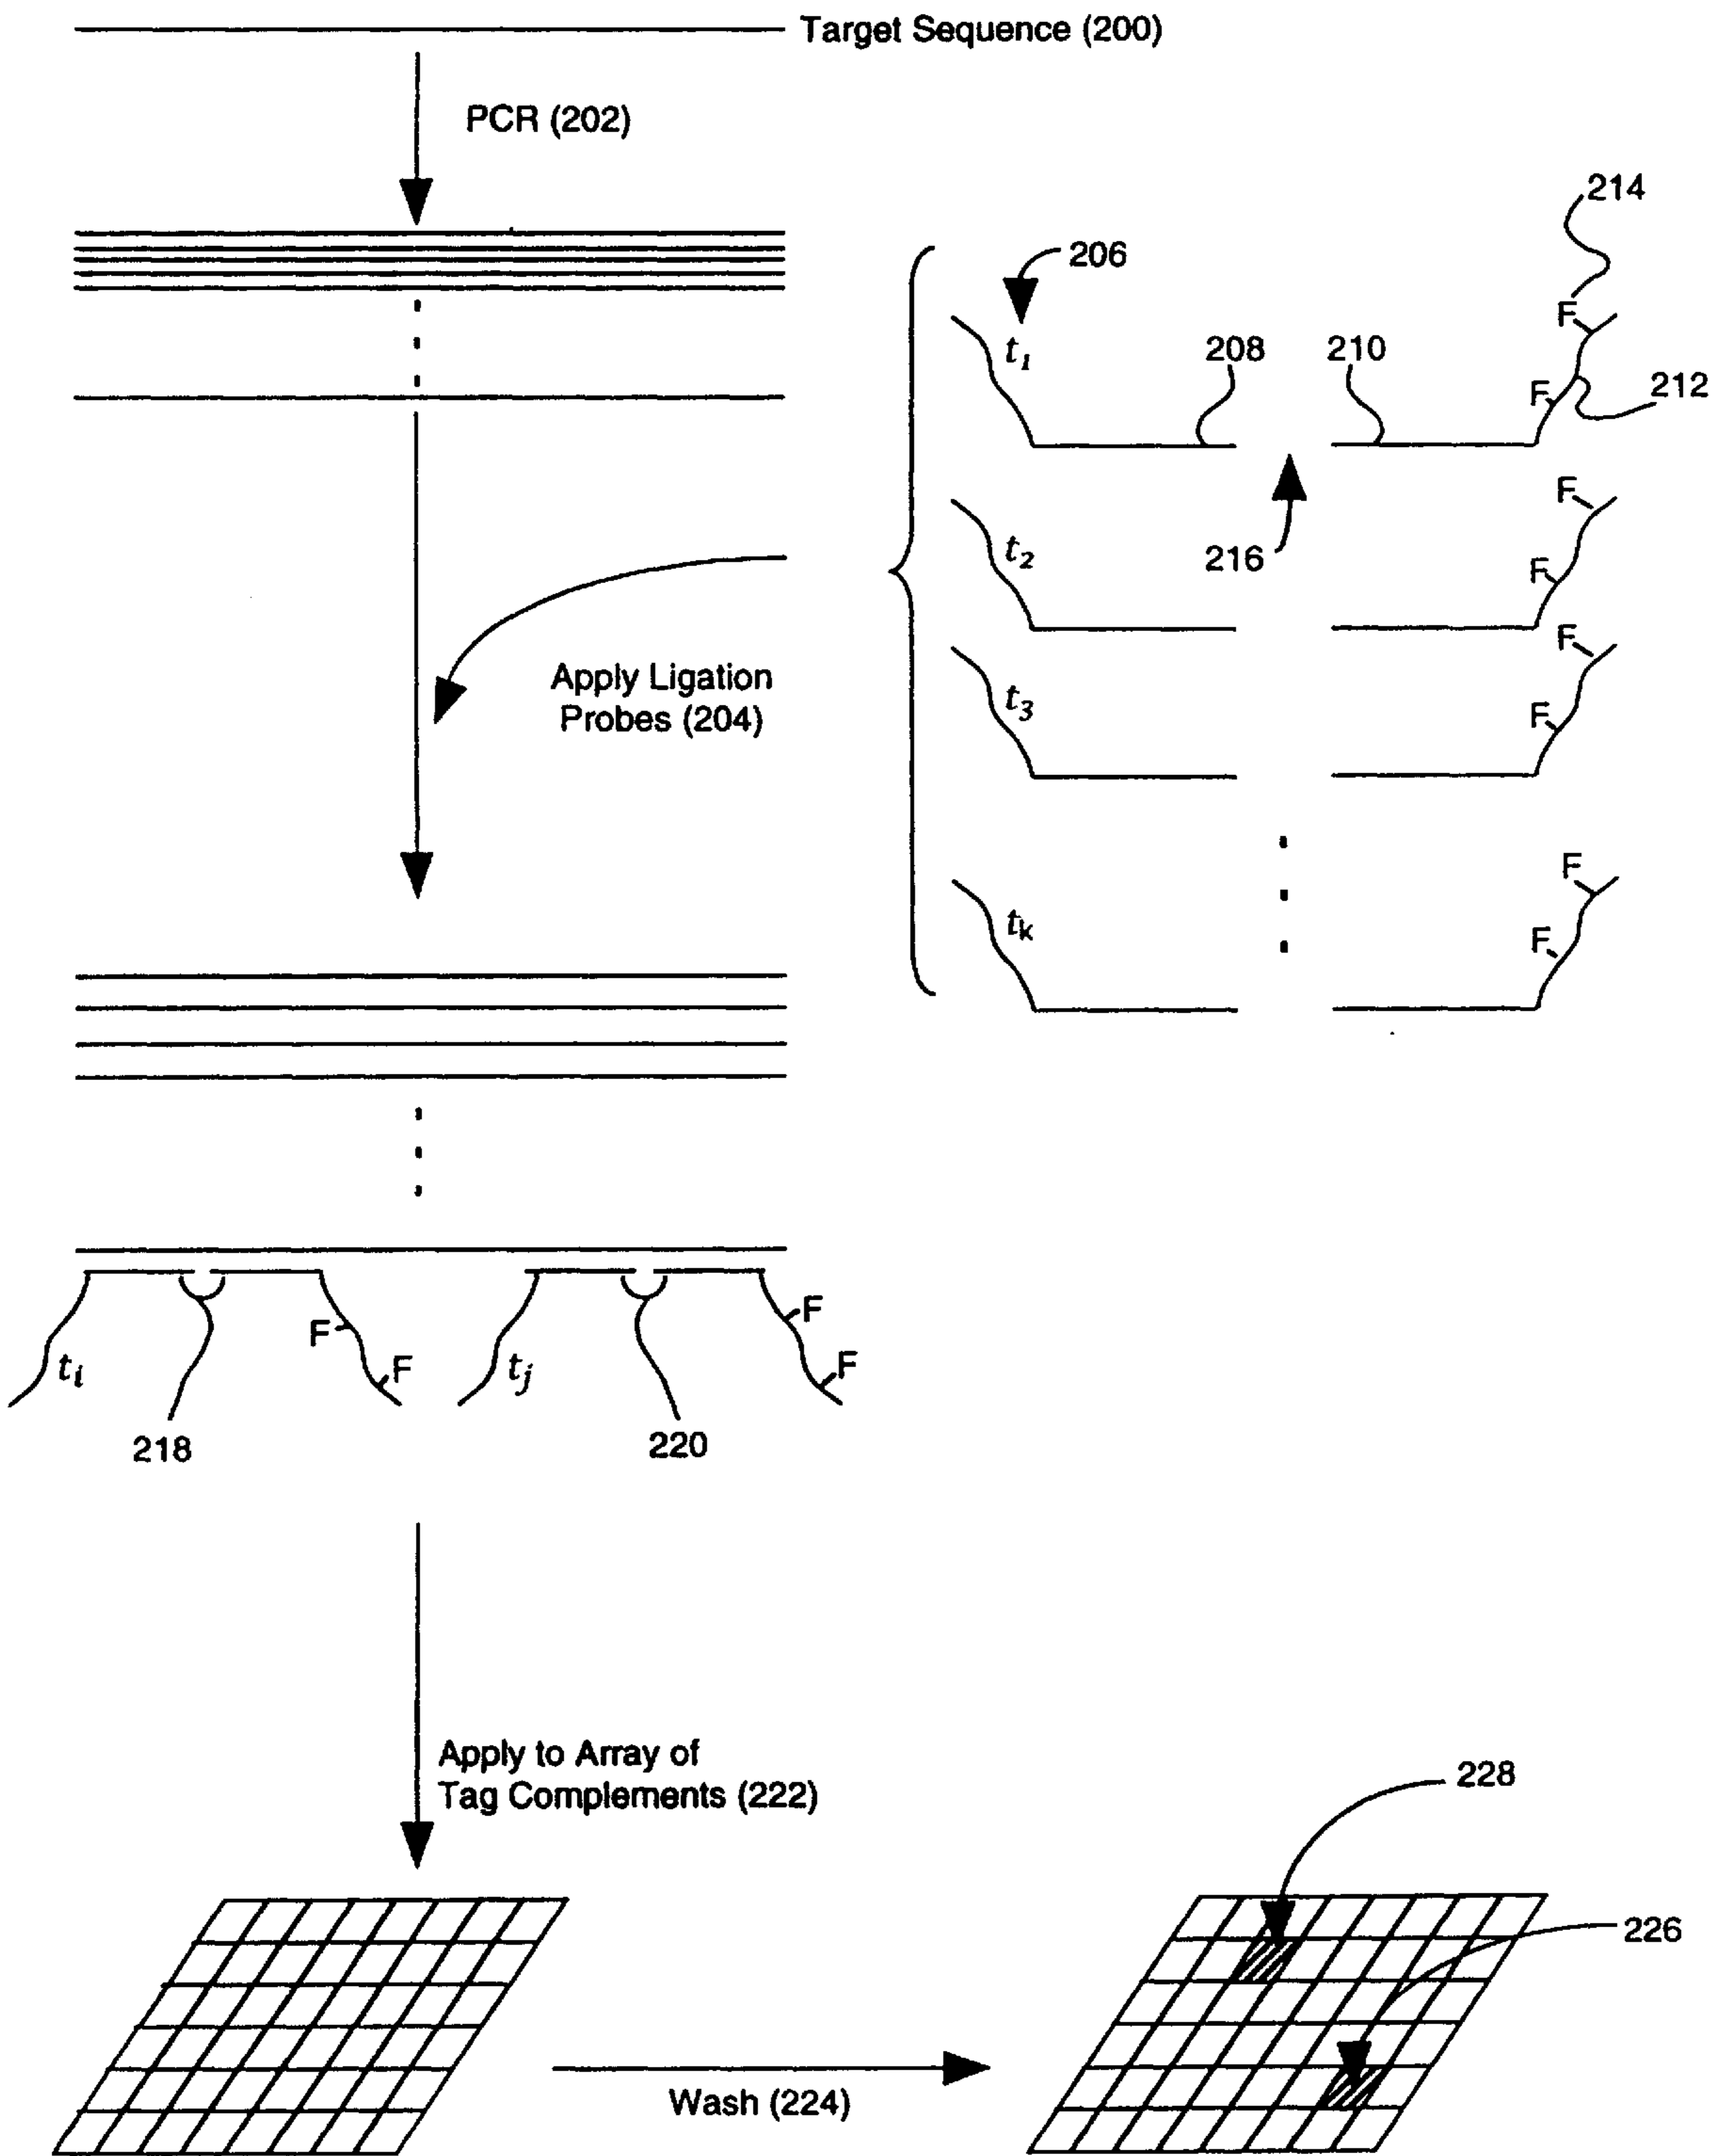 Target Sequence (200)
PCR (202)
214
206
F
t1
208
210
F
212
F
t2
216
F
Apply Ligation
Probes (204)
F
t3
F
F
tk
F
F
F
F
F
ti
tj
218
220
Apply to Array of
Tag Complements (222)
228
226
Wash (224)